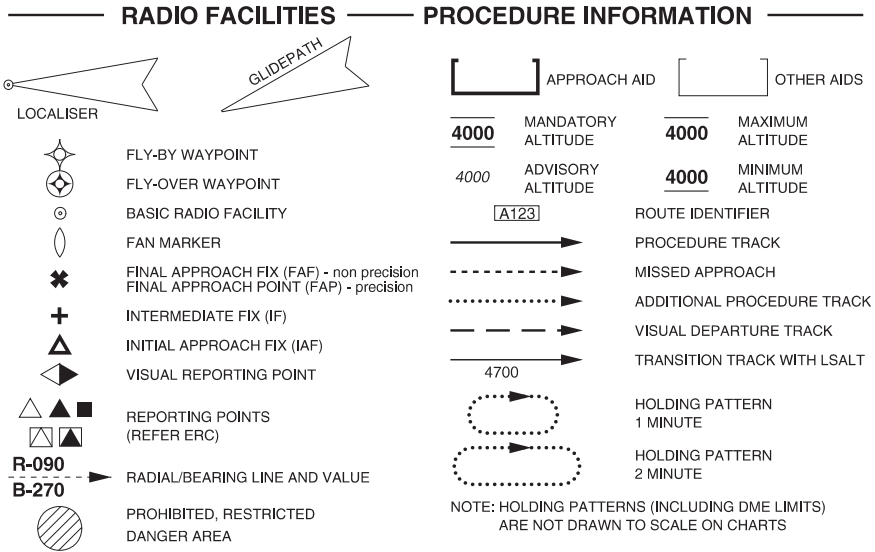 RADIO FACILITIES
LOCALISER
GLIDEPATH
FLY-BY WAYPOINT
FLY-OVER WAYPOINT
BASIC RADIO FACILITY
FAN MARKER
FINAL APPROACH FIX (FAF) - non precision
FINAL APPROACH POINT (FAP) - precision
INTERMEDIATE FIX (IF)
INITIAL APPROACH FIX (IAF)
VISUAL REPORTING POINT
REPORTING POINTS
(REFER ERC)
R-090
B-270
RADIAL/BEARING LINE AND VALUE
PROHIBITED, RESTRICTED
DANGER AREA
PROCEDURE INFORMATION
APPROACH AID
OTHER AIDS
4000
MANDATORY
ALTITUDE
4000
MAXIMUM
ALTITUDE
4000
ADVISORY
ALTITUDE
4000
MINIMUM
ALTITUDE
A123
ROUTE IDENTIFIER
PROCEDURE TRACK
MISSED APPROACH
ADDITIONAL PROCEDURE TRACK
VISUAL DEPARTURE TRACK
TRANSITION TRACK WITH LSALT
4700
HOLDING PATTERN
1 MINUTE
HOLDING PATTERN
2 MINUTE
NOTE: HOLDING PATTERNS (INCLUDING DME LIMITS)
ARE NOT DRAWN TO SCALE ON CHARTS